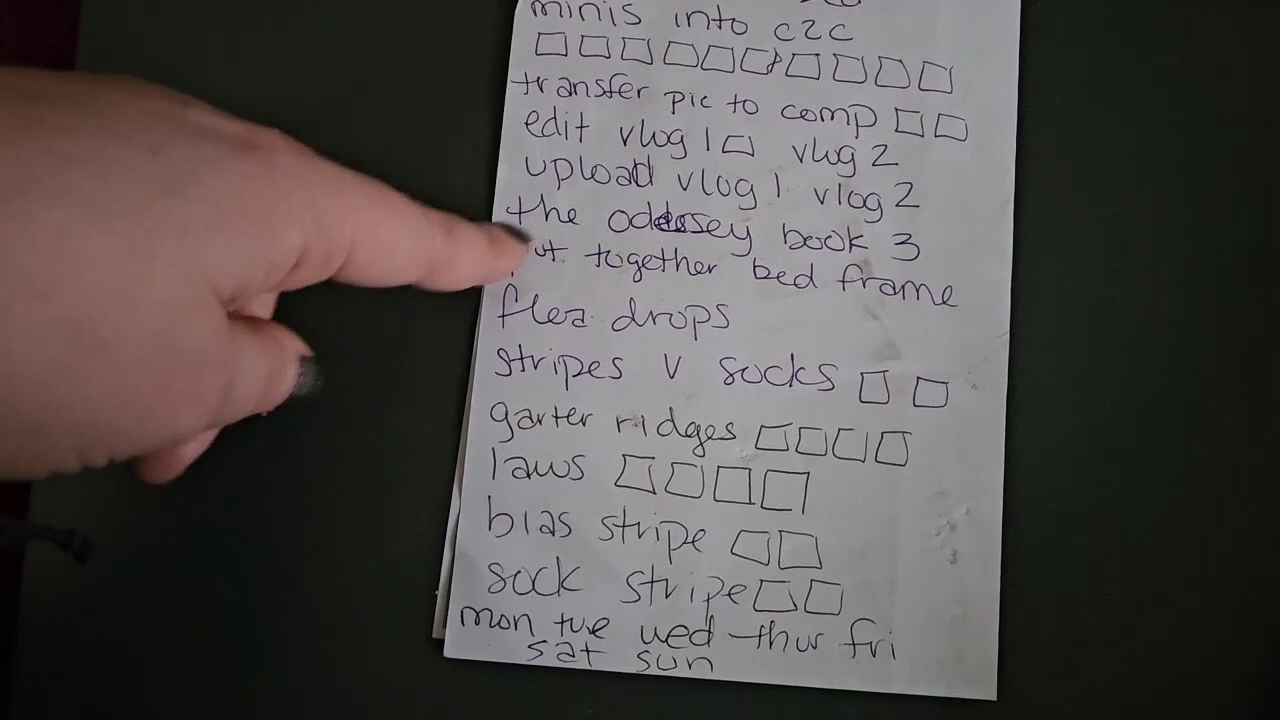 minis into c2c
transfer pic to comp
edit vlog 1 vlog 2
upload vlog 1 vlog 2
the odessey book 3
together bed frame
flea drops
stripes v socks
garter ridges
laws
bias stripe
sock stripe
mon tue wed thur fri
sat sun